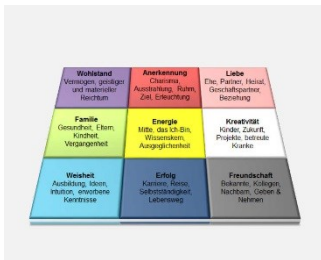 Wohlstand
Vermögen, geistiger
und materieller
Reichtum
Anerkennung
Charisma,
Ausstrahlung, Ruhm,
Ziel, Erleuchtung
Liebe
Ehe, Partner, Heirat,
Geschäftspartner,
Beziehung
Familie
Gesundheit, Eltern,
Kindheit,
Vergangenheit
Energie
Mitte, das Ich-Bin,
Wissenskern,
Ausgeglichenheit
Kreativität
Kinder, Zukunft,
Projekte, betreute
Kranke
Weisheit
Ausbildung, Ideen,
Intuition, erworbene
Kenntnisse
Erfolg
Karriere, Reise,
Selbstständigkeit,
Lebensweg
Freundschaft
Bekannte, Kollegen,
Nachbarn, Geben &
Nehmen